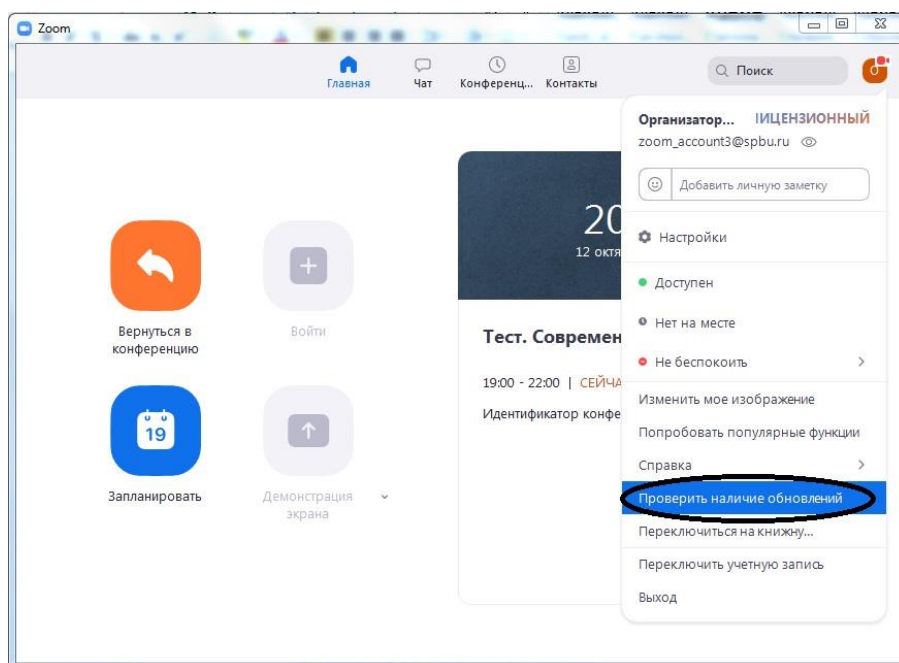 Zoom
Главная
Чат
Конференц...
Контакты
Поиск
Организатор...
ЛИЦЕНЗИОННЫЙ
zoom_account3@spbu.ru
Добавить личную заметку
Настройки
Доступен
Нет на месте
Не беспокоить
Изменить мое изображение
Попробовать популярные функции
Справка
Проверить наличие обновлений
Переключиться на книжну...
Переключить учетную запись
Выход
Вернуться в
конференцию
Войти
19
Запланировать
Демонстрация
экрана
20
12 октя
Тест. Современ
19:00 - 22:00 | СЕЙЧА
Идентификатор конфе